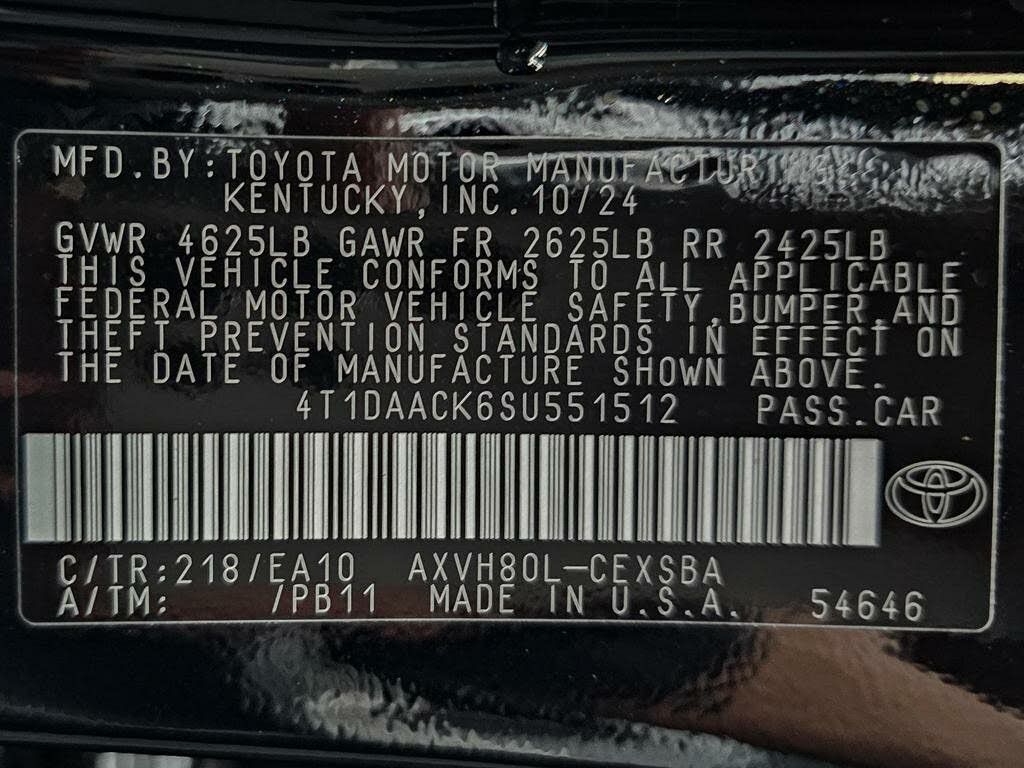 MFD.BY:TOYOTA MOTOR MANUFACTURING
KENTUCKY,INC.10/24
GVWR 4625LB GAWR FR 2625LB RR 2425LB
THIS VEHICLE CONFORMS TO ALL APPLICABLE
FEDERAL MOTOR VEHICLE SAFETY,BUMPER,AND
THEFT PREVENTION STANDARDS IN EFFECT ON
THE DATE OF MANUFACTURE SHOWN ABOVE.
4T1DAACK6SU551512 PASS.CAR
C/TR:218/EA10 AXVH80L-CEXSBA
A/TM: /PB11 MADE IN U.S.A. 54646